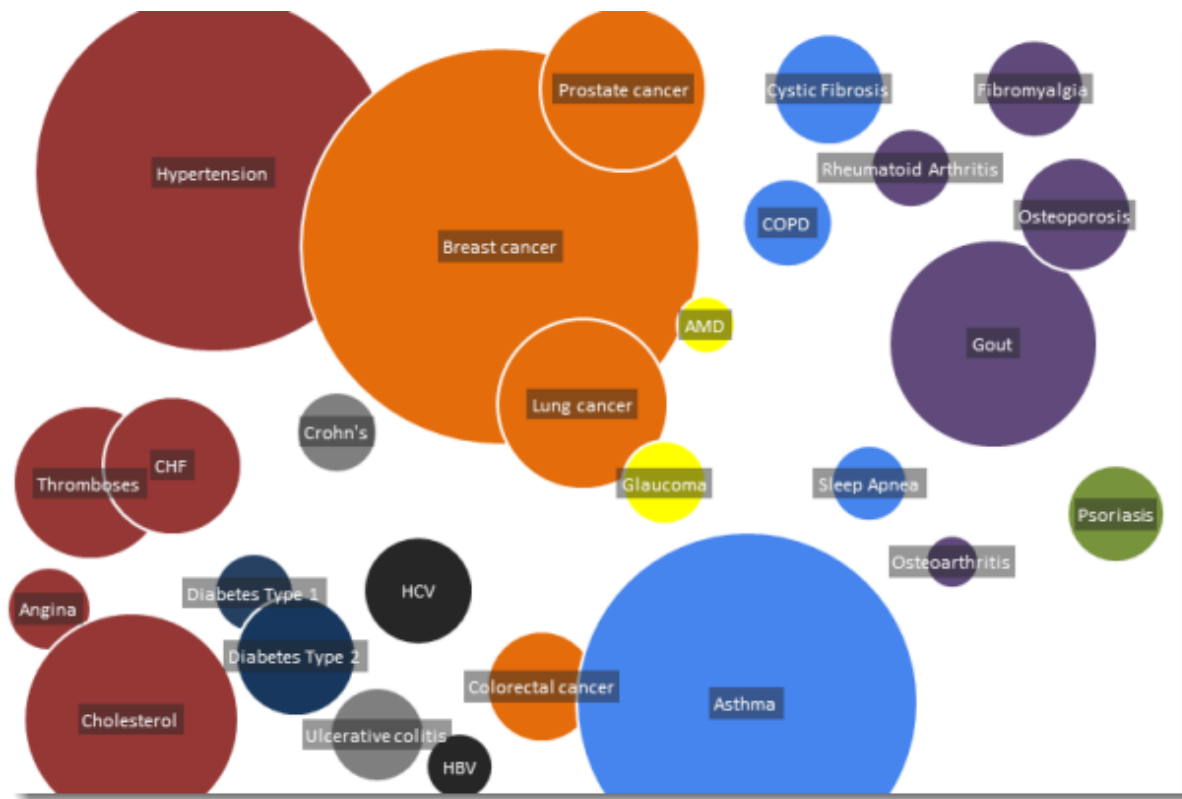 Prostate cancer
Cystic Fibrosis
Fibromyalgia
Hypertension
Rheumatoid Arthritis
Breast cancer
COPD
Osteoporosis
AMD
Gout
Lung cancer
Crohn's
Thromboses
CHF
Glaucoma
Sleep Apnea
Psoriasis
Osteoarthritis
Angina
Diabetes Type 1
HCV
Diabetes Type 2
Colorectal cancer
Asthma
Cholesterol
Ulcerative colitis
HBV